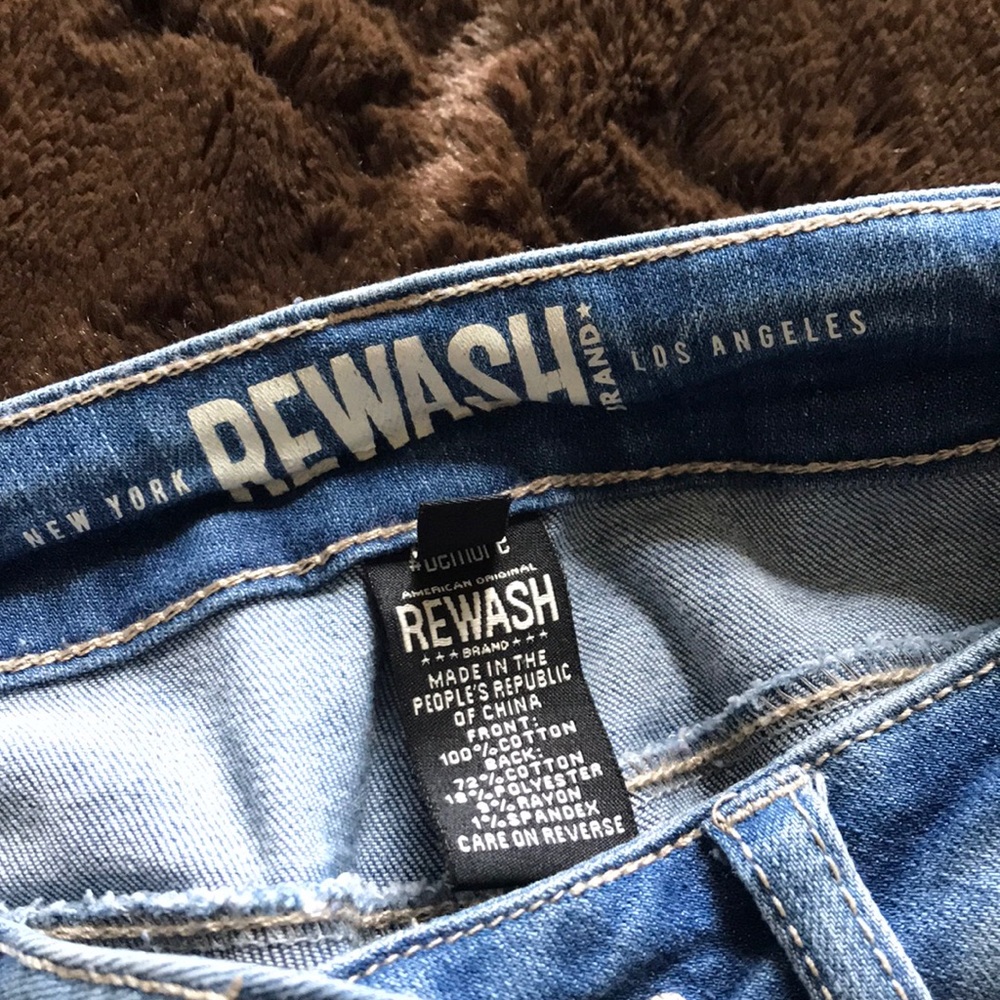 NEW YORK REWASH BRAND★ LOS ANGELES
AMERICAN ORIGINAL
REWASH
★★★BRAND★★★
MADE IN THE
PEOPLE'S REPUBLIC
OF CHINA
FRONT:
100%COTTON
BACK:
72%COTTON
18%POLYESTER
9%RAYON
1%SPANDEX
CARE ON REVERSE